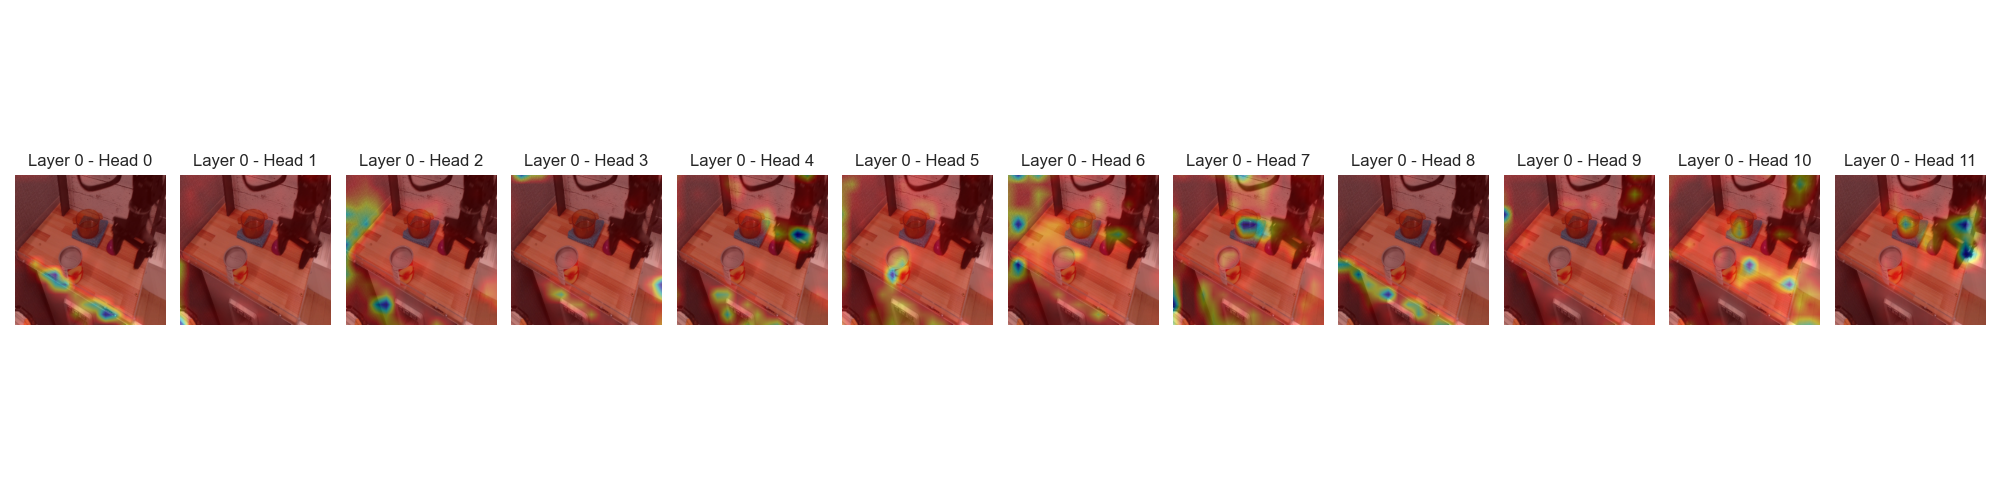 Layer 0 - Head 0
Layer 0 - Head 1
Layer 0 - Head 2
Layer 0 - Head 3
Layer 0 - Head 4
Layer 0 - Head 5
Layer 0 - Head 6
Layer 0 - Head 7
Layer 0 - Head 8
Layer 0 - Head 9
Layer 0 - Head 10
Layer 0 - Head 11